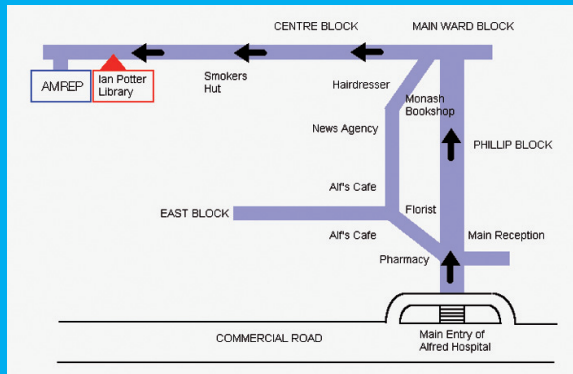 CENTRE BLOCK
MAIN WARD BLOCK
AMREP
Ian Potter
Library
Smokers
Hut
Hairdresser
Monash
Bookshop
News Agency
PHILLIP BLOCK
Alf's Cafe
EAST BLOCK
Florist
Alf's Cafe
Main Reception
Pharmacy
COMMERCIAL ROAD
Main Entry of
Alfred Hospital